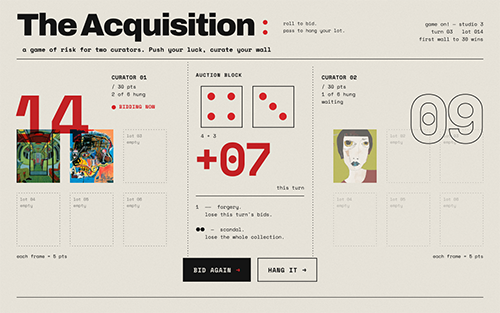 The Acquisition :
roll to bid.
pass to hang your lot.
game on! — studio 3
turn 03 lot 014
first wall to 30 wins
a game of risk for two curators. Push your luck, curate your wall
14
CURATOR 01
/ 30 pts
2 of 6 hung
BIDDING NOW
lot 03
empty
lot 04
empty
lot 05
empty
lot 06
empty
each frame = 5 pts
AUCTION BLOCK
4 + 3
+07
this turn
1 — forgery.
lose this turn's bids.
●● — scandal.
lose the whole collection.
BID AGAIN →
HANG IT →
CURATOR 02
/ 30 pts
1 of 6 hung
waiting
09
empty
empty
empty
empty
empty
each frame = 5 pts